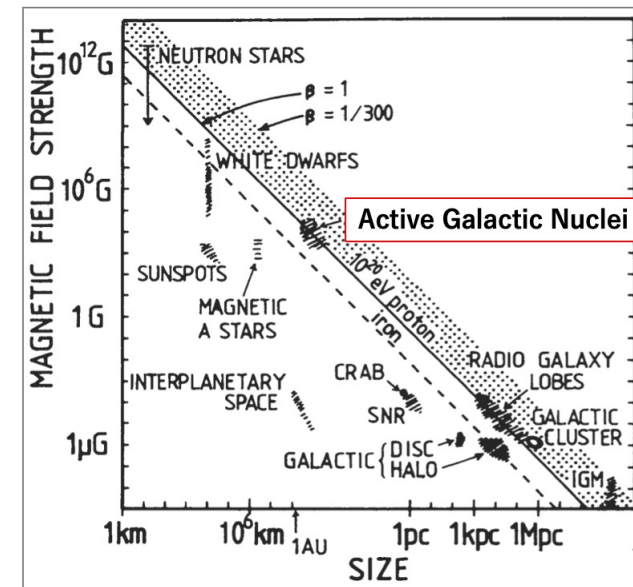 MAGNETIC FIELD STRENGTH
10¹²G
10⁶G
1G
1µG
NEUTRON STARS
β = 1
β = 1/300
WHITE DWARFS
Active Galactic Nuclei
SUNSPOTS
MAGNETIC
A STARS
10²⁰ eV proton
iron
INTERPLANETARY
SPACE
CRAB
SNR
RADIO GALAXY
LOBES
GALACTIC
CLUSTER
GALACTIC { DISC
HALO
IGM
1km
10⁶km
1AU
1pc
1kpc
1Mpc
SIZE